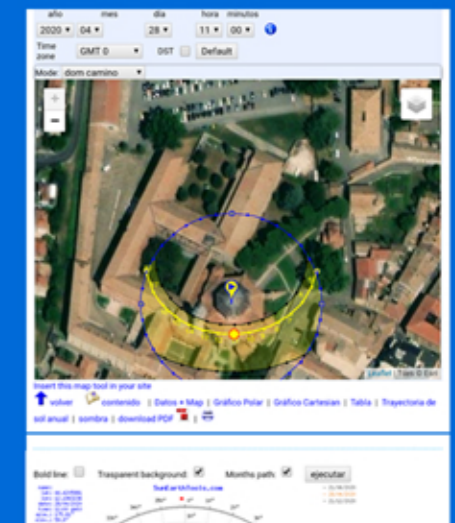 año mes dia hora minutos
2020 04 28 11 00
Time zone GMT 0 DST Default
Mode: dom camino
+
-
Insert this map tool in your site
volver contenido | Datos + Map | Gráfico Polar | Gráfico Cartesian | Tabla | Trayectoria de
sol anual | sombra | download PDF | |
Bold line: Trasparent background: Months path: ejecutar
SunEarthTools.com